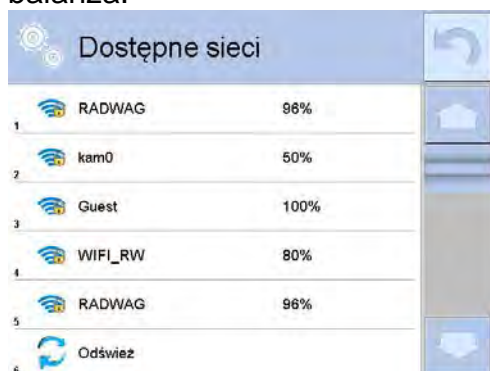 balanza.
Dostępne sieci
1 RADWAG 96%
2 kam0 50%
3 Guest 100%
4 WIFI_RW 80%
5 RADWAG 96%
6 Odśwież